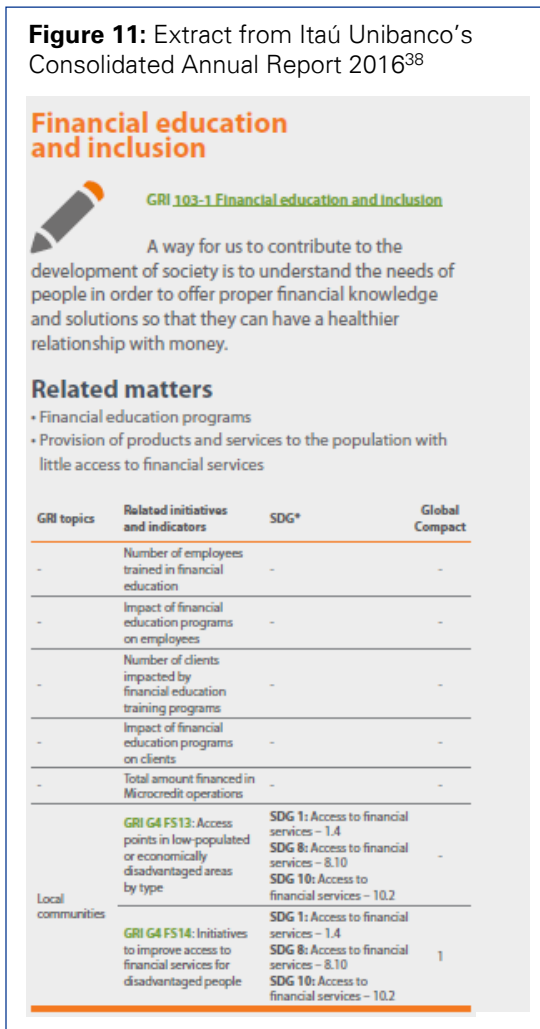 Figure 11: Extract from Itaú Unibanco's
Consolidated Annual Report 2016³⁸
Financial education
and inclusion
GRI 103-1 Financial education and inclusion
A way for us to contribute to the
development of society is to understand the needs of
people in order to offer proper financial knowledge
and solutions so that they can have a healthier
relationship with money.
Related matters
• Financial education programs
• Provision of products and services to the population with
little access to financial services
GRI topics
Related initiatives
and indicators
SDG*
Global
Compact
-
Number of employees
trained in financial
education
-
-
-
Impact of financial
education programs
on employees
-
-
-
Number of clients
impacted by
financial education
training programs
-
-
-
Impact of financial
education programs
on clients
-
-
-
Total amount financed in
Microcredit operations
-
-
Local
communities
GRI G4 FS13: Access
points in low-populated
or economically
disadvantaged areas
by type
SDG 1: Access to financial
services – 1.4
SDG 8: Access to financial
services – 8.10
SDG 10: Access to
financial services – 10.2
-
GRI G4 FS14: Initiatives
to improve access to
financial services for
disadvantaged people
SDG 1: Access to financial
services – 1.4
SDG 8: Access to financial
services – 8.10
SDG 10: Access to
financial services – 10.2
1